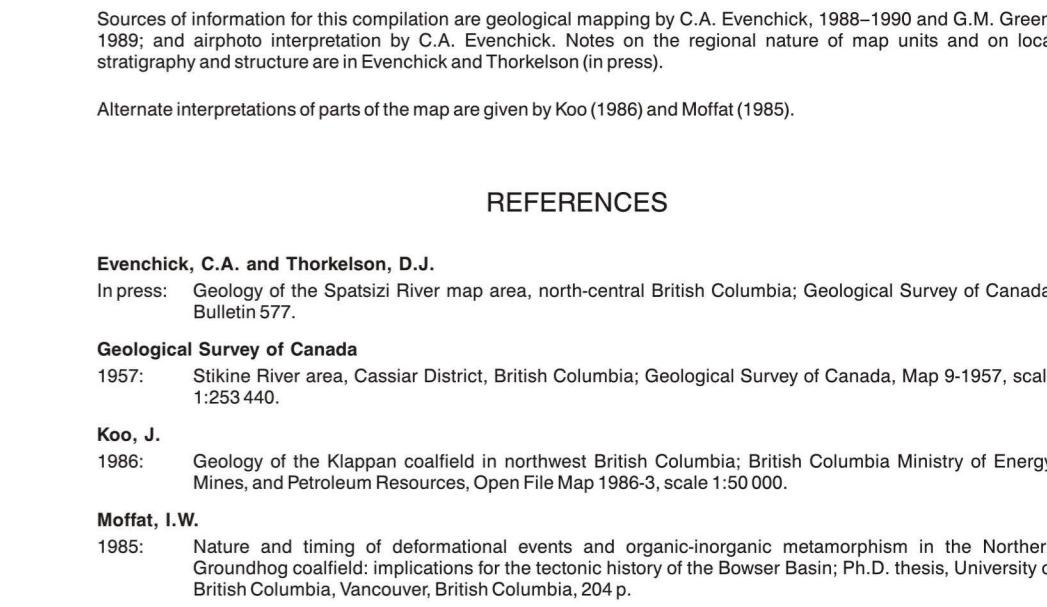 Sources of information for this compilation are geological mapping by C.A. Evenchick, 1988–1990 and G.M. Green
1989; and airphoto interpretation by C.A. Evenchick. Notes on the regional nature of map units and on loca
stratigraphy and structure are in Evenchick and Thorkelson (in press).
Alternate interpretations of parts of the map are given by Koo (1986) and Moffat (1985).
REFERENCES
Evenchick, C.A. and Thorkelson, D.J.
In press: Geology of the Spatsizi River map area, north-central British Columbia; Geological Survey of Canada
Bulletin 577.
Geological Survey of Canada
1957: Stikine River area, Cassiar District, British Columbia; Geological Survey of Canada, Map 9-1957, scal
1:253 440.
Koo, J.
1986: Geology of the Klappan coalfield in northwest British Columbia; British Columbia Ministry of Energy
Mines, and Petroleum Resources, Open File Map 1986-3, scale 1:50 000.
Moffat, I.W.
1985: Nature and timing of deformational events and organic-inorganic metamorphism in the Norther
Groundhog coalfield: implications for the tectonic history of the Bowser Basin; Ph.D. thesis, University o
British Columbia, Vancouver, British Columbia, 204 p.